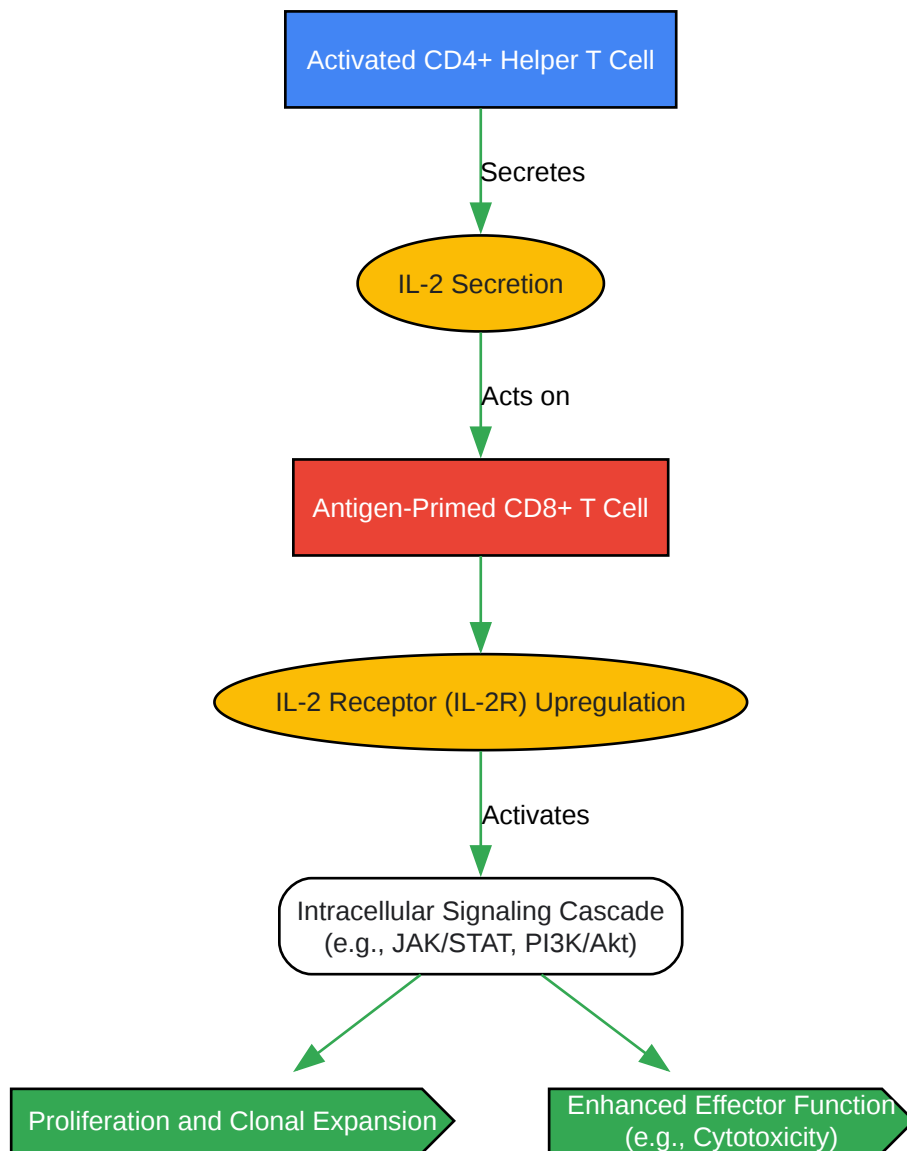 Activated CD4+ Helper T Cell
Secretes
IL-2 Secretion
Acts on
Antigen-Primed CD8+ T Cell
IL-2 Receptor (IL-2R) Upregulation
Activates
Intracellular Signaling Cascade
(e.g., JAK/STAT, PI3K/Akt)
Proliferation and Clonal Expansion
Enhanced Effector Function
(e.g., Cytotoxicity)